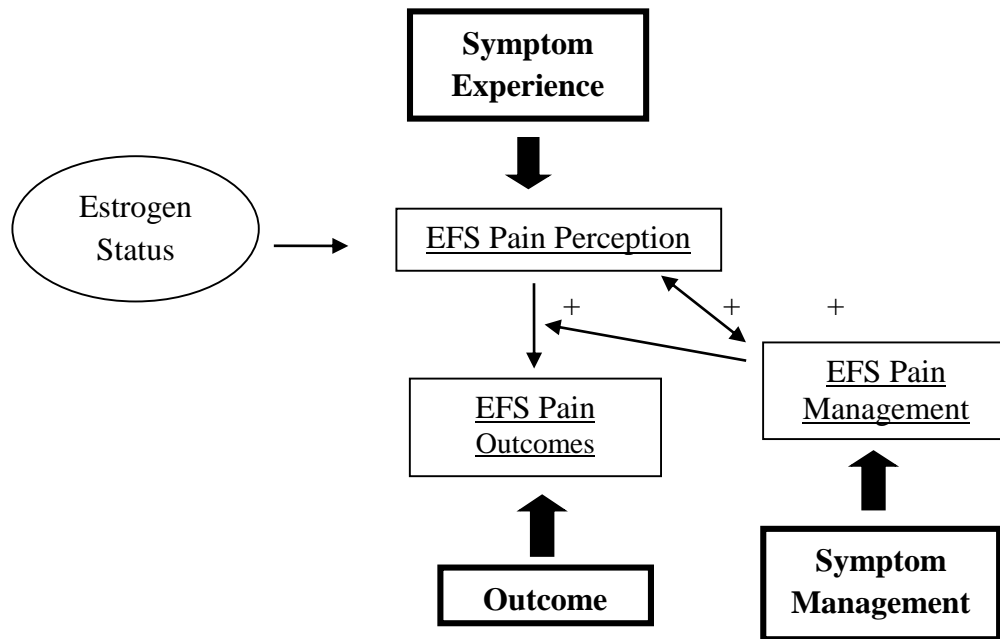 Symptom
Experience
Estrogen
Status
EFS Pain Perception
+
+
+
EFS Pain
Management
EFS Pain
Outcomes
Symptom
Management
Outcome